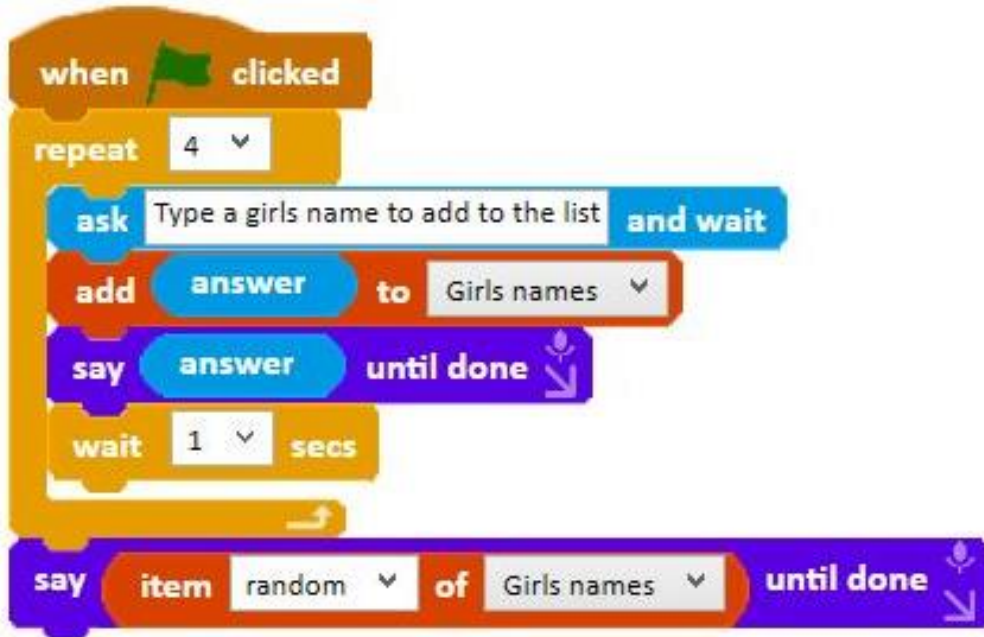 when clicked
repeat 4
ask Type a girls name to add to the list and wait
add answer to Girls names
say answer until done
wait 1 secs
say item random of Girls names until done